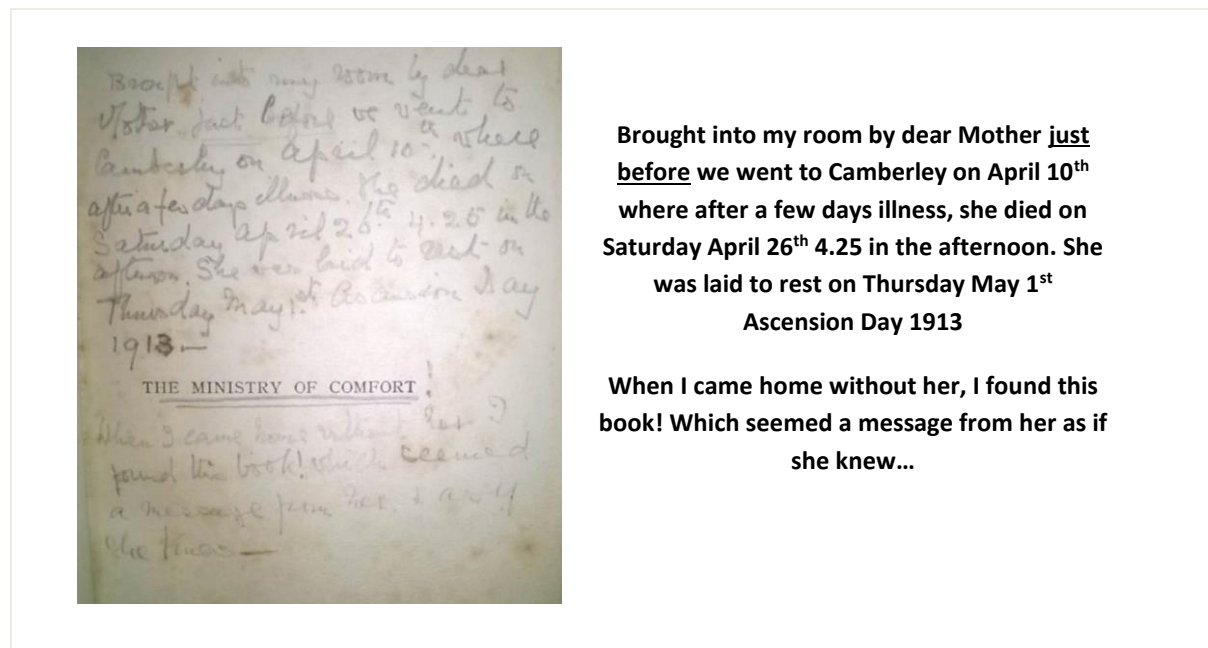 Brought into my room by dear
Mother just before we went to
Camberley on April 10th where
after a few days illness she died on
Saturday April 26th 4.25 in the
afternoon. She was laid to rest on
Thursday May 1st Ascension Day
1913—
THE MINISTRY OF COMFORT!
When I came home without her I
found this book! which seemed
a message from her, as if
she knew—
Brought into my room by dear Mother just
before we went to Camberley on April 10th
where after a few days illness, she died on
Saturday April 26th 4.25 in the afternoon. She
was laid to rest on Thursday May 1st
Ascension Day 1913
When I came home without her, I found this
book! Which seemed a message from her as if
she knew…